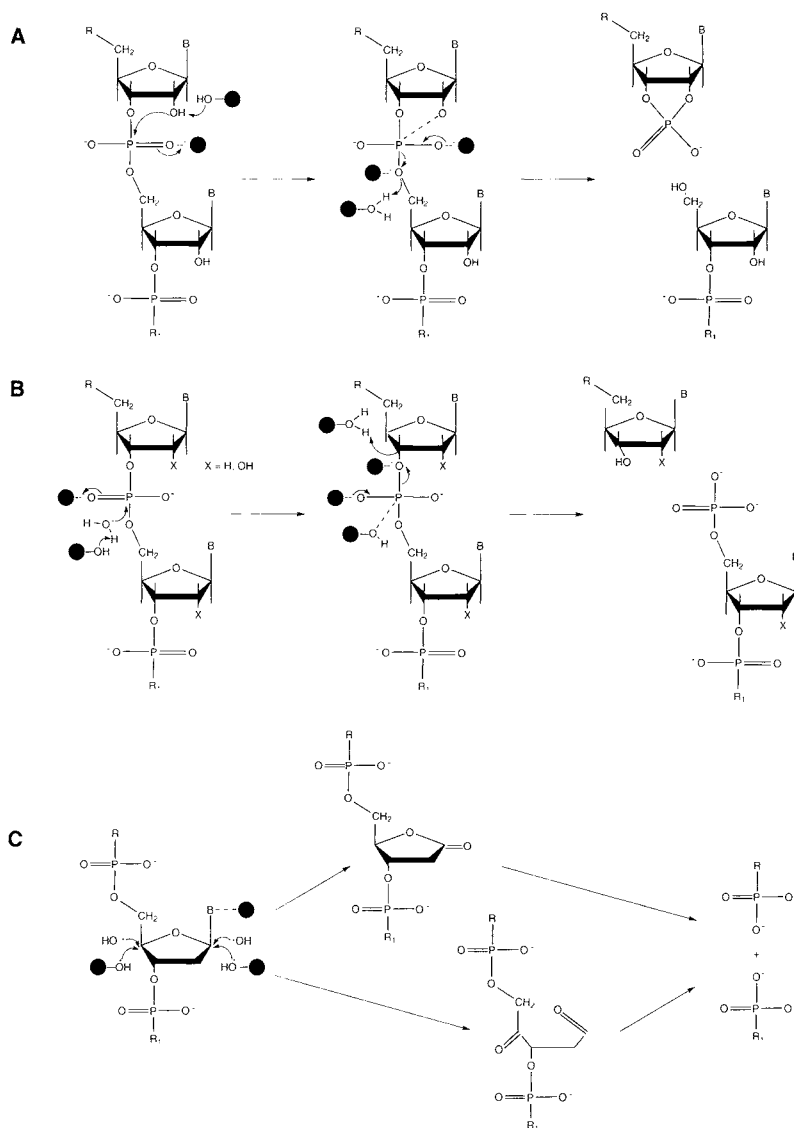 A
R
CH₂
O
B
O
OH
HO
⁻O
P
O
O
CH₂
O
B
O
OH
⁻O
P
O
R₁
R
CH₂
O
B
O
O
⁻O
P
O
O
H
O
H
CH₂
O
B
O
OH
⁻O
P
O
R₁
R
CH₂
O
B
O
O
P
O
O⁻
HO
CH₂
O
B
O
OH
⁻O
P
O
R₁
B
R
CH₂
O
B
O
X
X = H, OH
O
P
O⁻
H
O
H
O
OH
CH₂
O
B
O
X
⁻O
P
O
R₁
R
CH₂
O
B
O
H
H
O
X
O
P
O⁻
O
H
O
CH₂
O
B
O
X
⁻O
P
O
R₁
R
CH₂
O
B
HO
X
O⁻
O
P
O⁻
O
CH₂
O
O
X
⁻O
P
O
R₁
C
R
O
P
O⁻
O
CH₂
B
HO
O
OH
OH
HO
O
O
P
O⁻
R₁
R
O
P
O⁻
O
CH₂
O
O
O
O
P
O⁻
R₁
R
O
P
O⁻
O
CH₂
O
O
O
O
P
O⁻
R₁
R
O
P
O
O⁻
+
O⁻
O
P
O
R₁